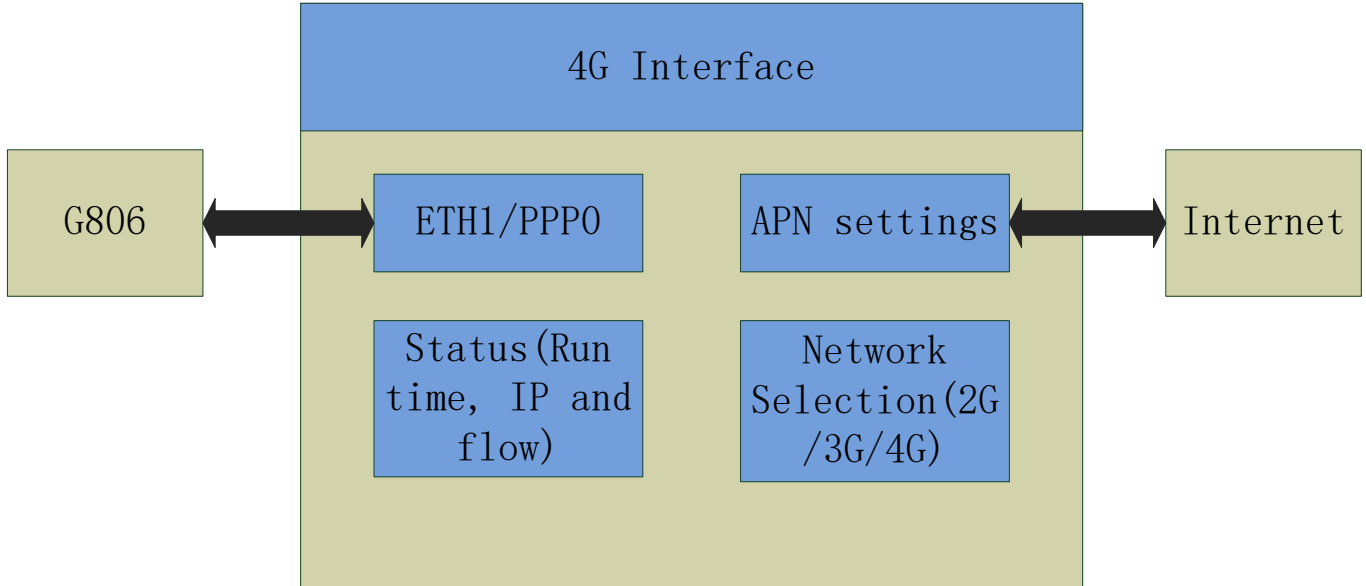 4G Interface
G806
ETH1/PPP0
APN settings
Internet
Status(Run
time, IP and
flow)
Network
Selection(2G
/3G/4G)